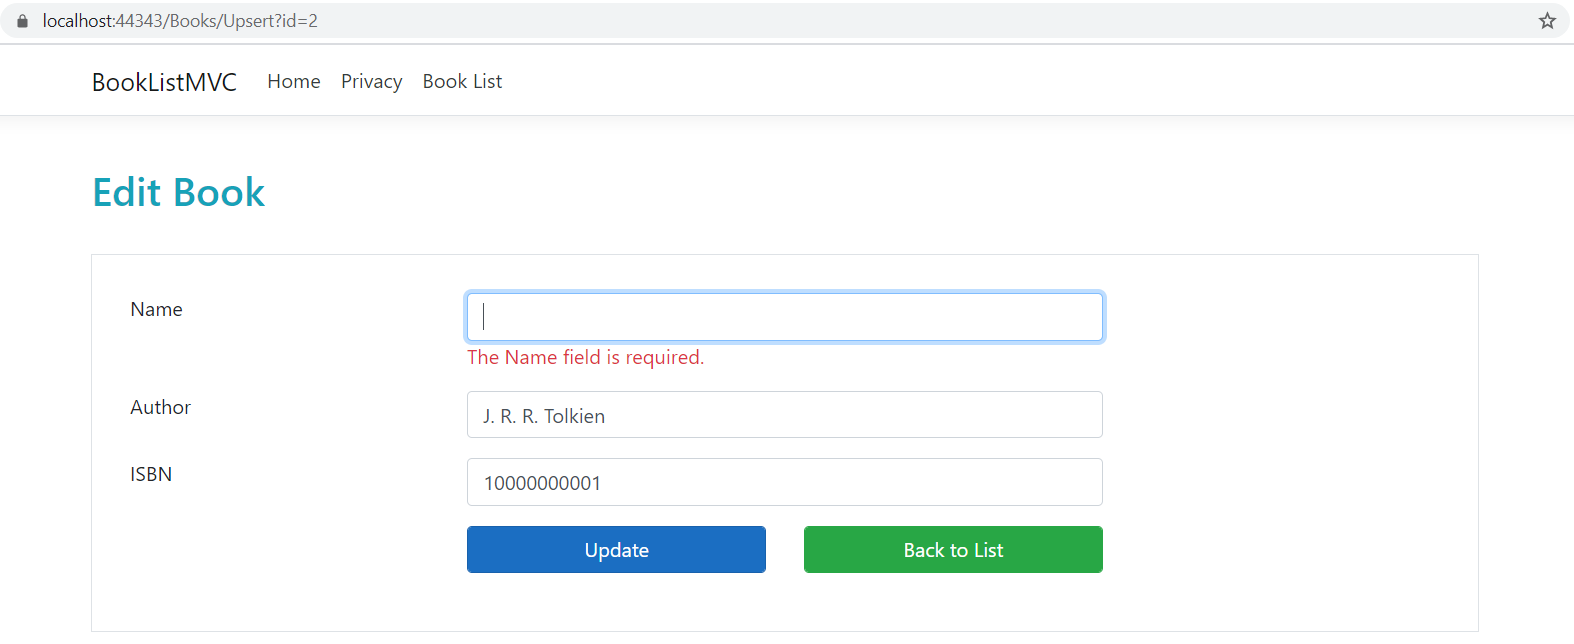 localhost:44343/Books/Upsert?id=2
BookListMVC Home Privacy Book List
Edit Book
Name
The Name field is required.
Author J. R. R. Tolkien
ISBN 10000000001
Update Back to List